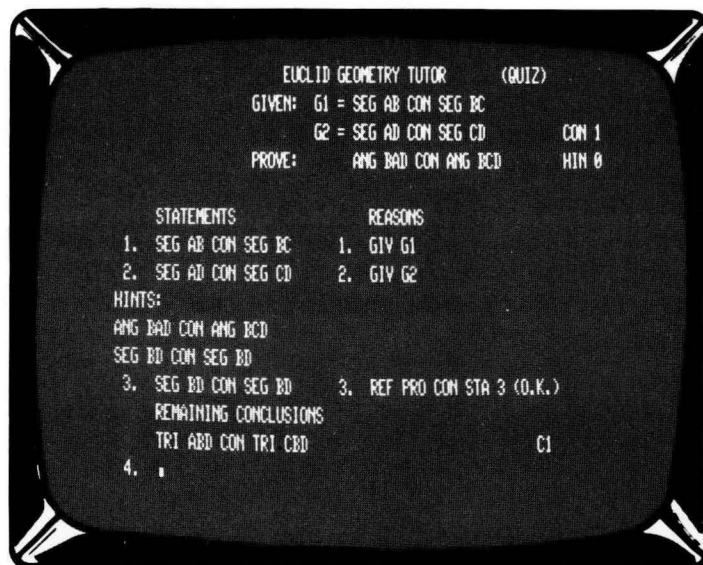 EUCLID GEOMETRY TUTOR (QUIZ)
GIVEN: G1 = SEG AB CON SEG BC
G2 = SEG AD CON SEG CD CON 1
PROVE: ANG BAD CON ANG BCD HIN 0
STATEMENTS REASONS
1. SEG AB CON SEG BC 1. GIV G1
2. SEG AD CON SEG CD 2. GIV G2
HINTS:
ANG BAD CON ANG BCD
SEG BD CON SEG BD
3. SEG BD CON SEG BD 3. REF PRO CON STA 3 (O.K.)
REMAINING CONCLUSIONS
TRI ABD CON TRI CBD C1
4.